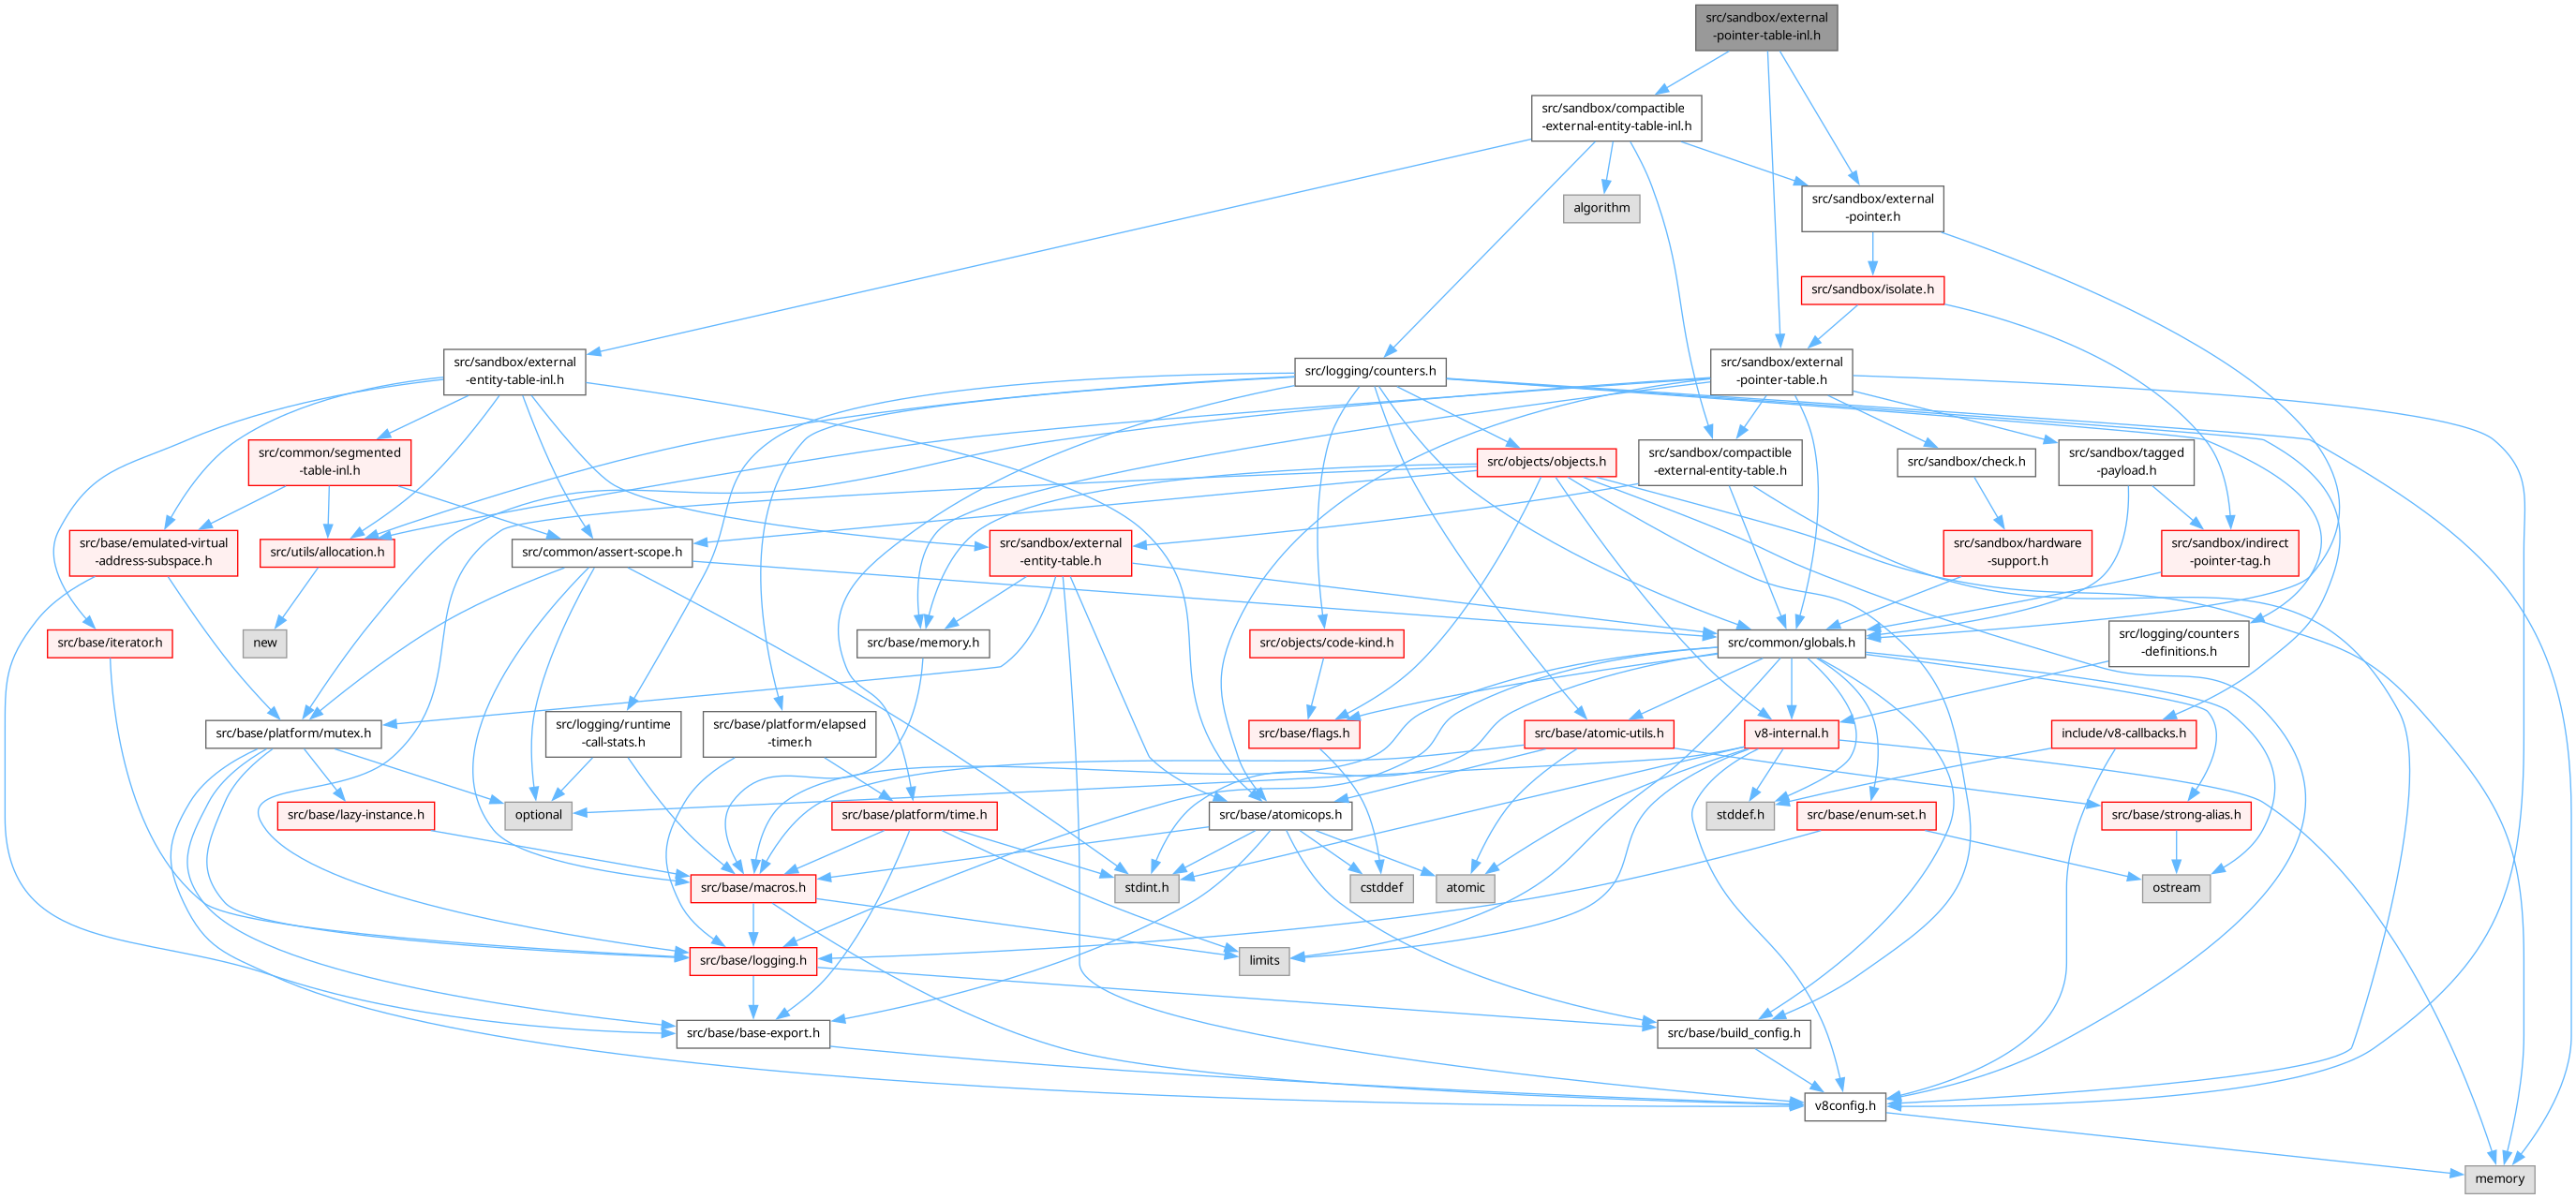 src/sandbox/external
-pointer-table-inl.h
src/sandbox/compactible
-external-entity-table-inl.h
algorithm
src/sandbox/external
-pointer.h
src/sandbox/isolate.h
src/sandbox/external
-entity-table-inl.h
src/logging/counters.h
src/sandbox/external
-pointer-table.h
src/common/segmented
-table-inl.h
src/objects/objects.h
src/sandbox/compactible
-external-entity-table.h
src/sandbox/check.h
src/sandbox/tagged
-payload.h
src/base/emulated-virtual
-address-subspace.h
src/utils/allocation.h
src/common/assert-scope.h
src/sandbox/external
-entity-table.h
src/sandbox/hardware
-support.h
src/sandbox/indirect
-pointer-tag.h
src/base/iterator.h
new
src/base/memory.h
src/objects/code-kind.h
src/common/globals.h
src/logging/counters
-definitions.h
src/base/platform/mutex.h
src/logging/runtime
-call-stats.h
src/base/platform/elapsed
-timer.h
src/base/flags.h
src/base/atomic-utils.h
v8-internal.h
include/v8-callbacks.h
src/base/lazy-instance.h
optional
src/base/platform/time.h
src/base/atomicops.h
stddef.h
src/base/enum-set.h
src/base/strong-alias.h
src/base/macros.h
stdint.h
cstddef
atomic
ostream
src/base/logging.h
limits
src/base/base-export.h
src/base/build_config.h
v8config.h
memory